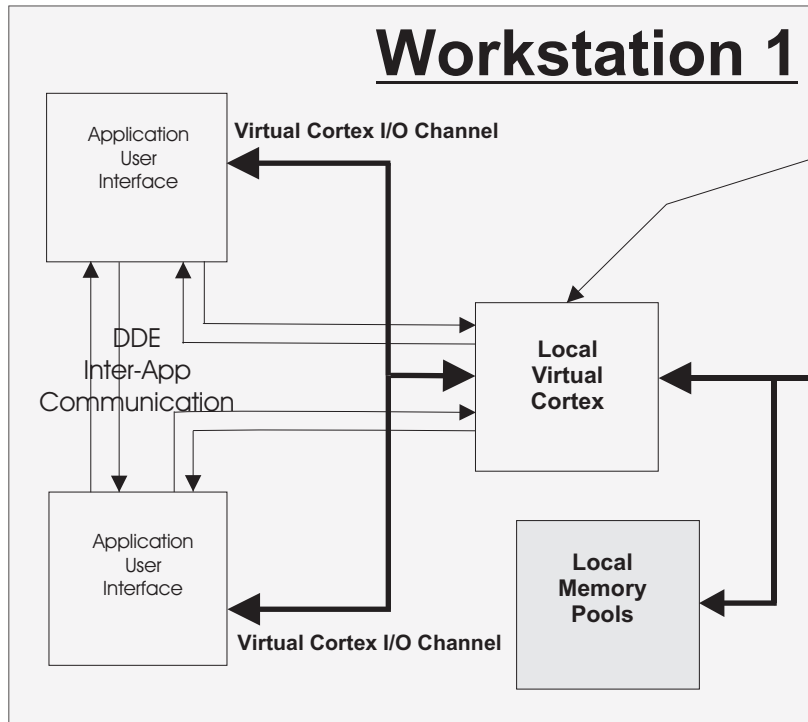 Workstation 1
Application
User
Interface
Virtual Cortex I/O Channel
DDE
Inter-App
Communication
Local
Virtual
Cortex
Application
User
Interface
Virtual Cortex I/O Channel
Local
Memory
Pools